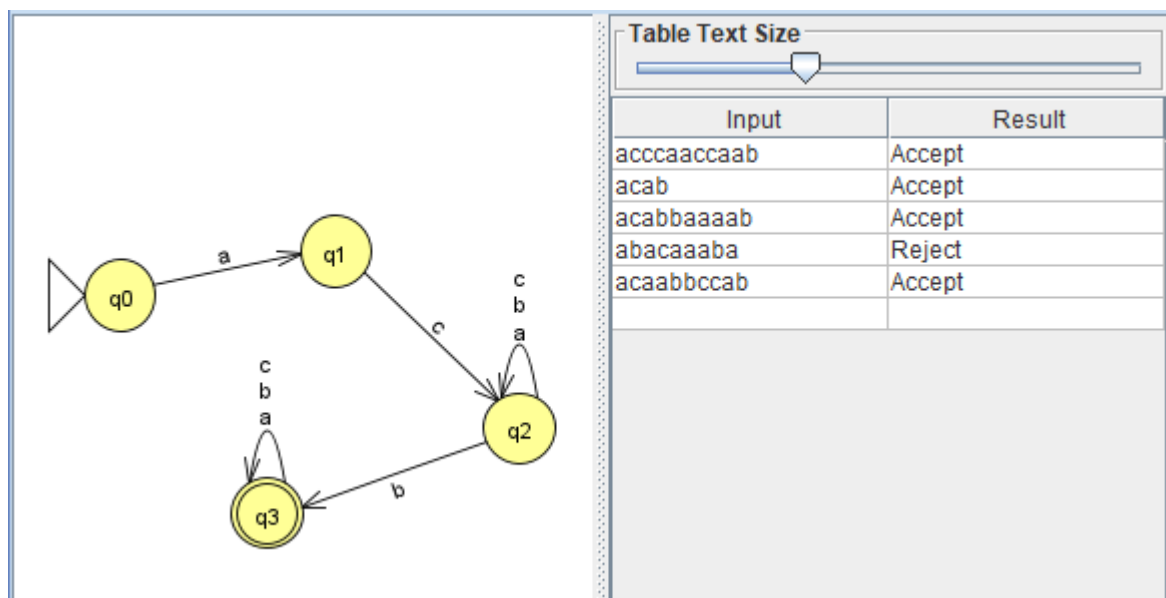 Table Text Size
Input Result
acccaaccaab Accept
acab Accept
acabbaaaab Accept
abacaaaba Reject
acaabbccab Accept
q0
a
q1
c
c
b
a
q2
b
c
b
a
q3